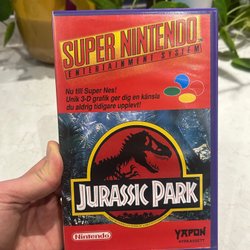 SUPER NINTENDO
ENTERTAINMENT SYSTEM
Nu till Super Nes!
Unik 3-D grafik ger dig en känsla
du aldrig tidigare upplevt!
JURASSIC PARK
Nintendo
YAPON
HYRKASSETT